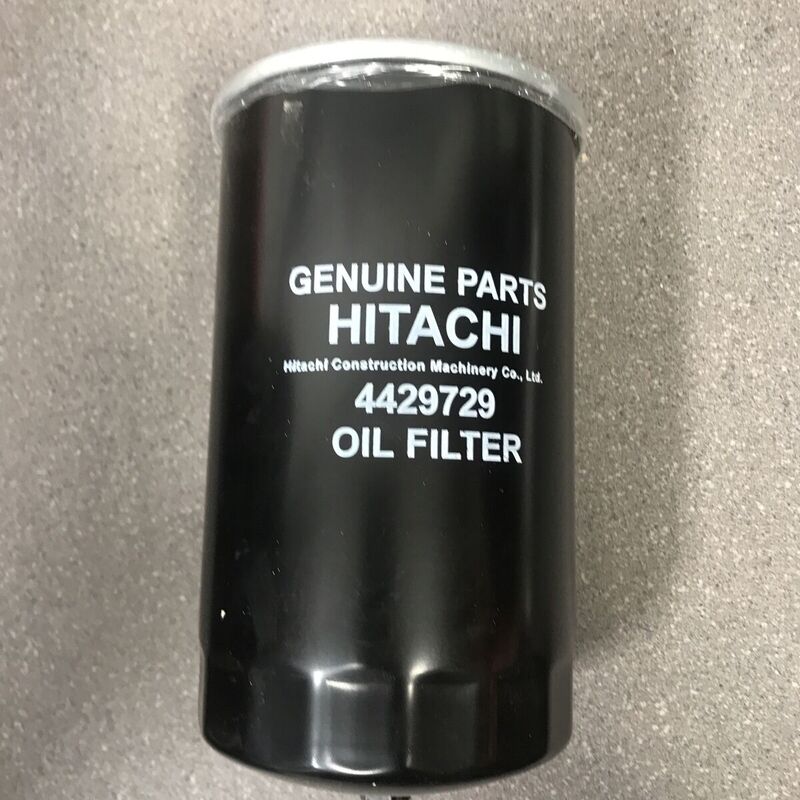 GENUINE PARTS
HITACHI
Hitachi Construction Machinery Co., Ltd.
4429729
OIL FILTER